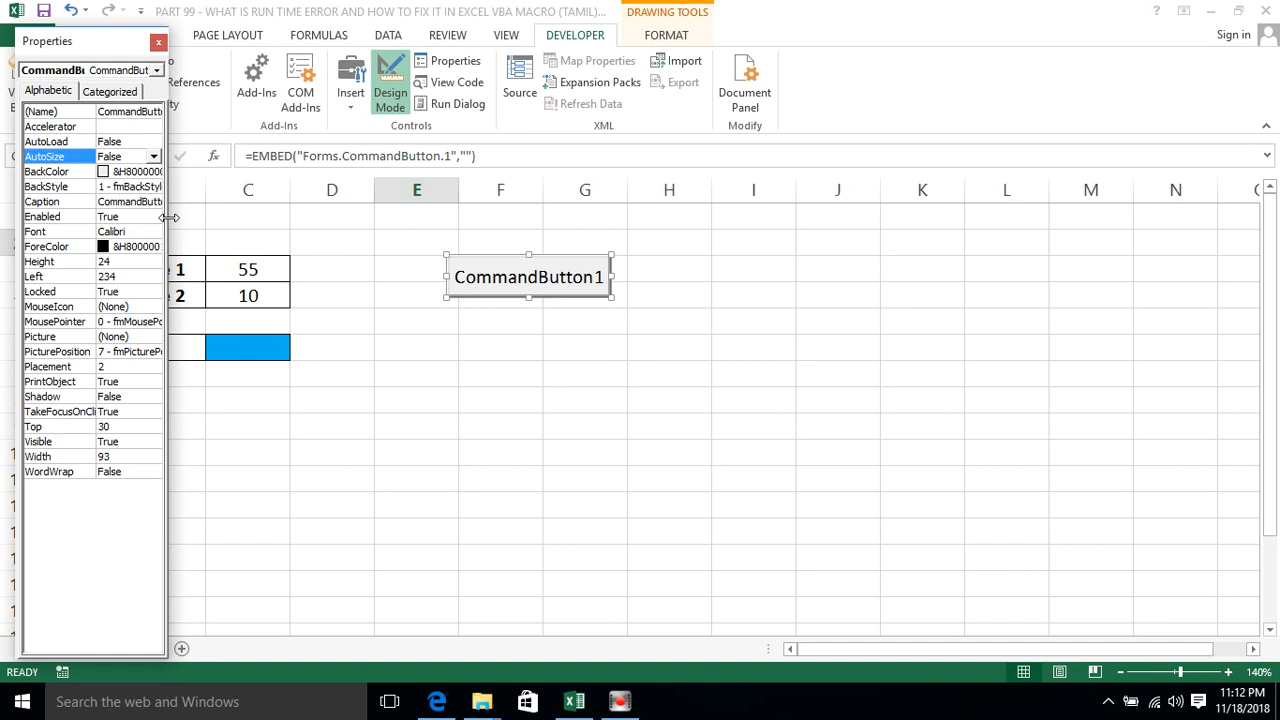 PART 99 - WHAT IS RUN TIME ERROR AND HOW TO FIX IT IN EXCEL VBA MACRO (TAMIL)...
DRAWING TOOLS
?
PAGE LAYOUT FORMULAS DATA REVIEW VIEW DEVELOPER FORMAT Sign in
Properties
CommandBu CommandBut
Alphabetic Categorized
(Name) CommandButto
Accelerator
AutoLoad False
AutoSize False
BackColor &H8000000
BackStyle 1 - fmBackStyl
Caption CommandButto
Enabled True
Font Calibri
ForeColor &H800000
Height 24
Left 234
Locked True
MouseIcon (None)
MousePointer 0 - fmMousePo
Picture (None)
PicturePosition 7 - fmPicturePo
Placement 2
PrintObject True
Shadow False
TakeFocusOnCli True
Top 30
Visible True
Width 93
WordWrap False
References
Add-Ins
COM
Add-Ins
Add-Ins
Insert
Design
Mode
Properties
View Code
Run Dialog
Controls
Source
Map Properties
Expansion Packs
Refresh Data
Import
Export
XML
Document
Panel
Modify
fx =EMBED("Forms.CommandButton.1","")
C D E F G H I J K L M N
1 55
2 10
CommandButton1
READY 140%
Search the web and Windows
11:12 PM
11/18/2018